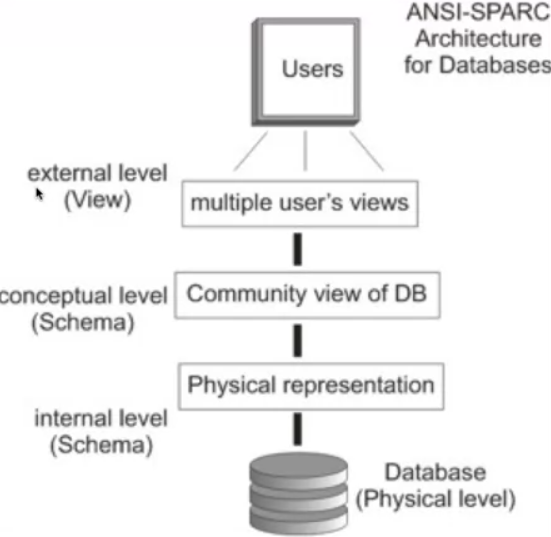 ANSI-SPARC
Architecture
for Databases
Users
external level
(View)
multiple user's views
conceptual level
(Schema)
Community view of DB
Physical representation
internal level
(Schema)
Database
(Physical level)